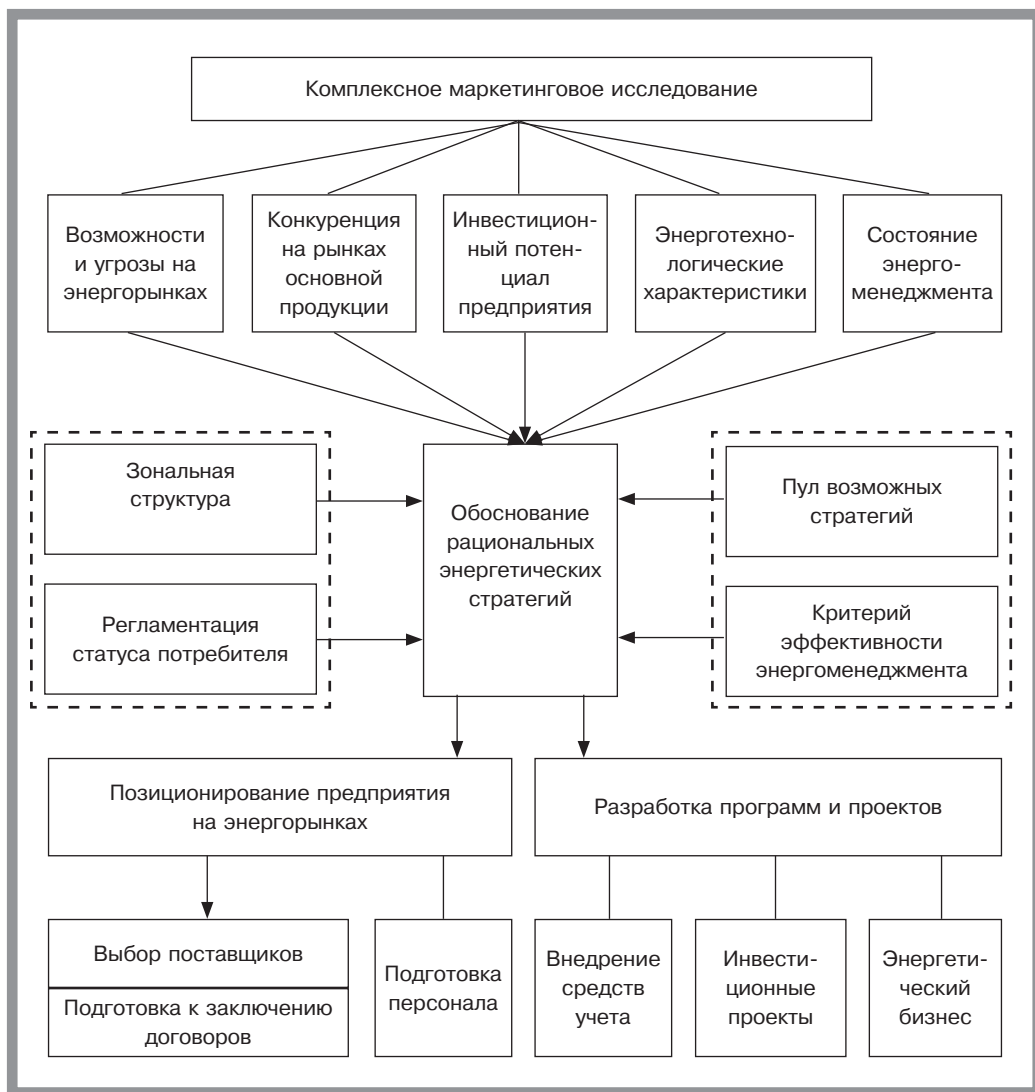 Комплексное маркетинговое исследование
Возможности
и угрозы на
энергорынках
Конкуренция
на рынках
основной
продукции
Инвестицион-
ный потен-
циал
предприятия
Энерготехно-
логические
характеристики
Состояние
энерго-
менеджмента
Зональная
структура
Регламентация
статуса потребителя
Обоснование
рациональных
энергетических
стратегий
Пул возможных
стратегий
Критерий
эффективности
энергоменеджмента
Позиционирование предприятия
на энергорынках
Разработка программ и проектов
Выбор поставщиков
Подготовка к заключению
договоров
Подготовка
персонала
Внедрение
средств
учета
Инвести-
ционные
проекты
Энергети-
ческий
бизнес